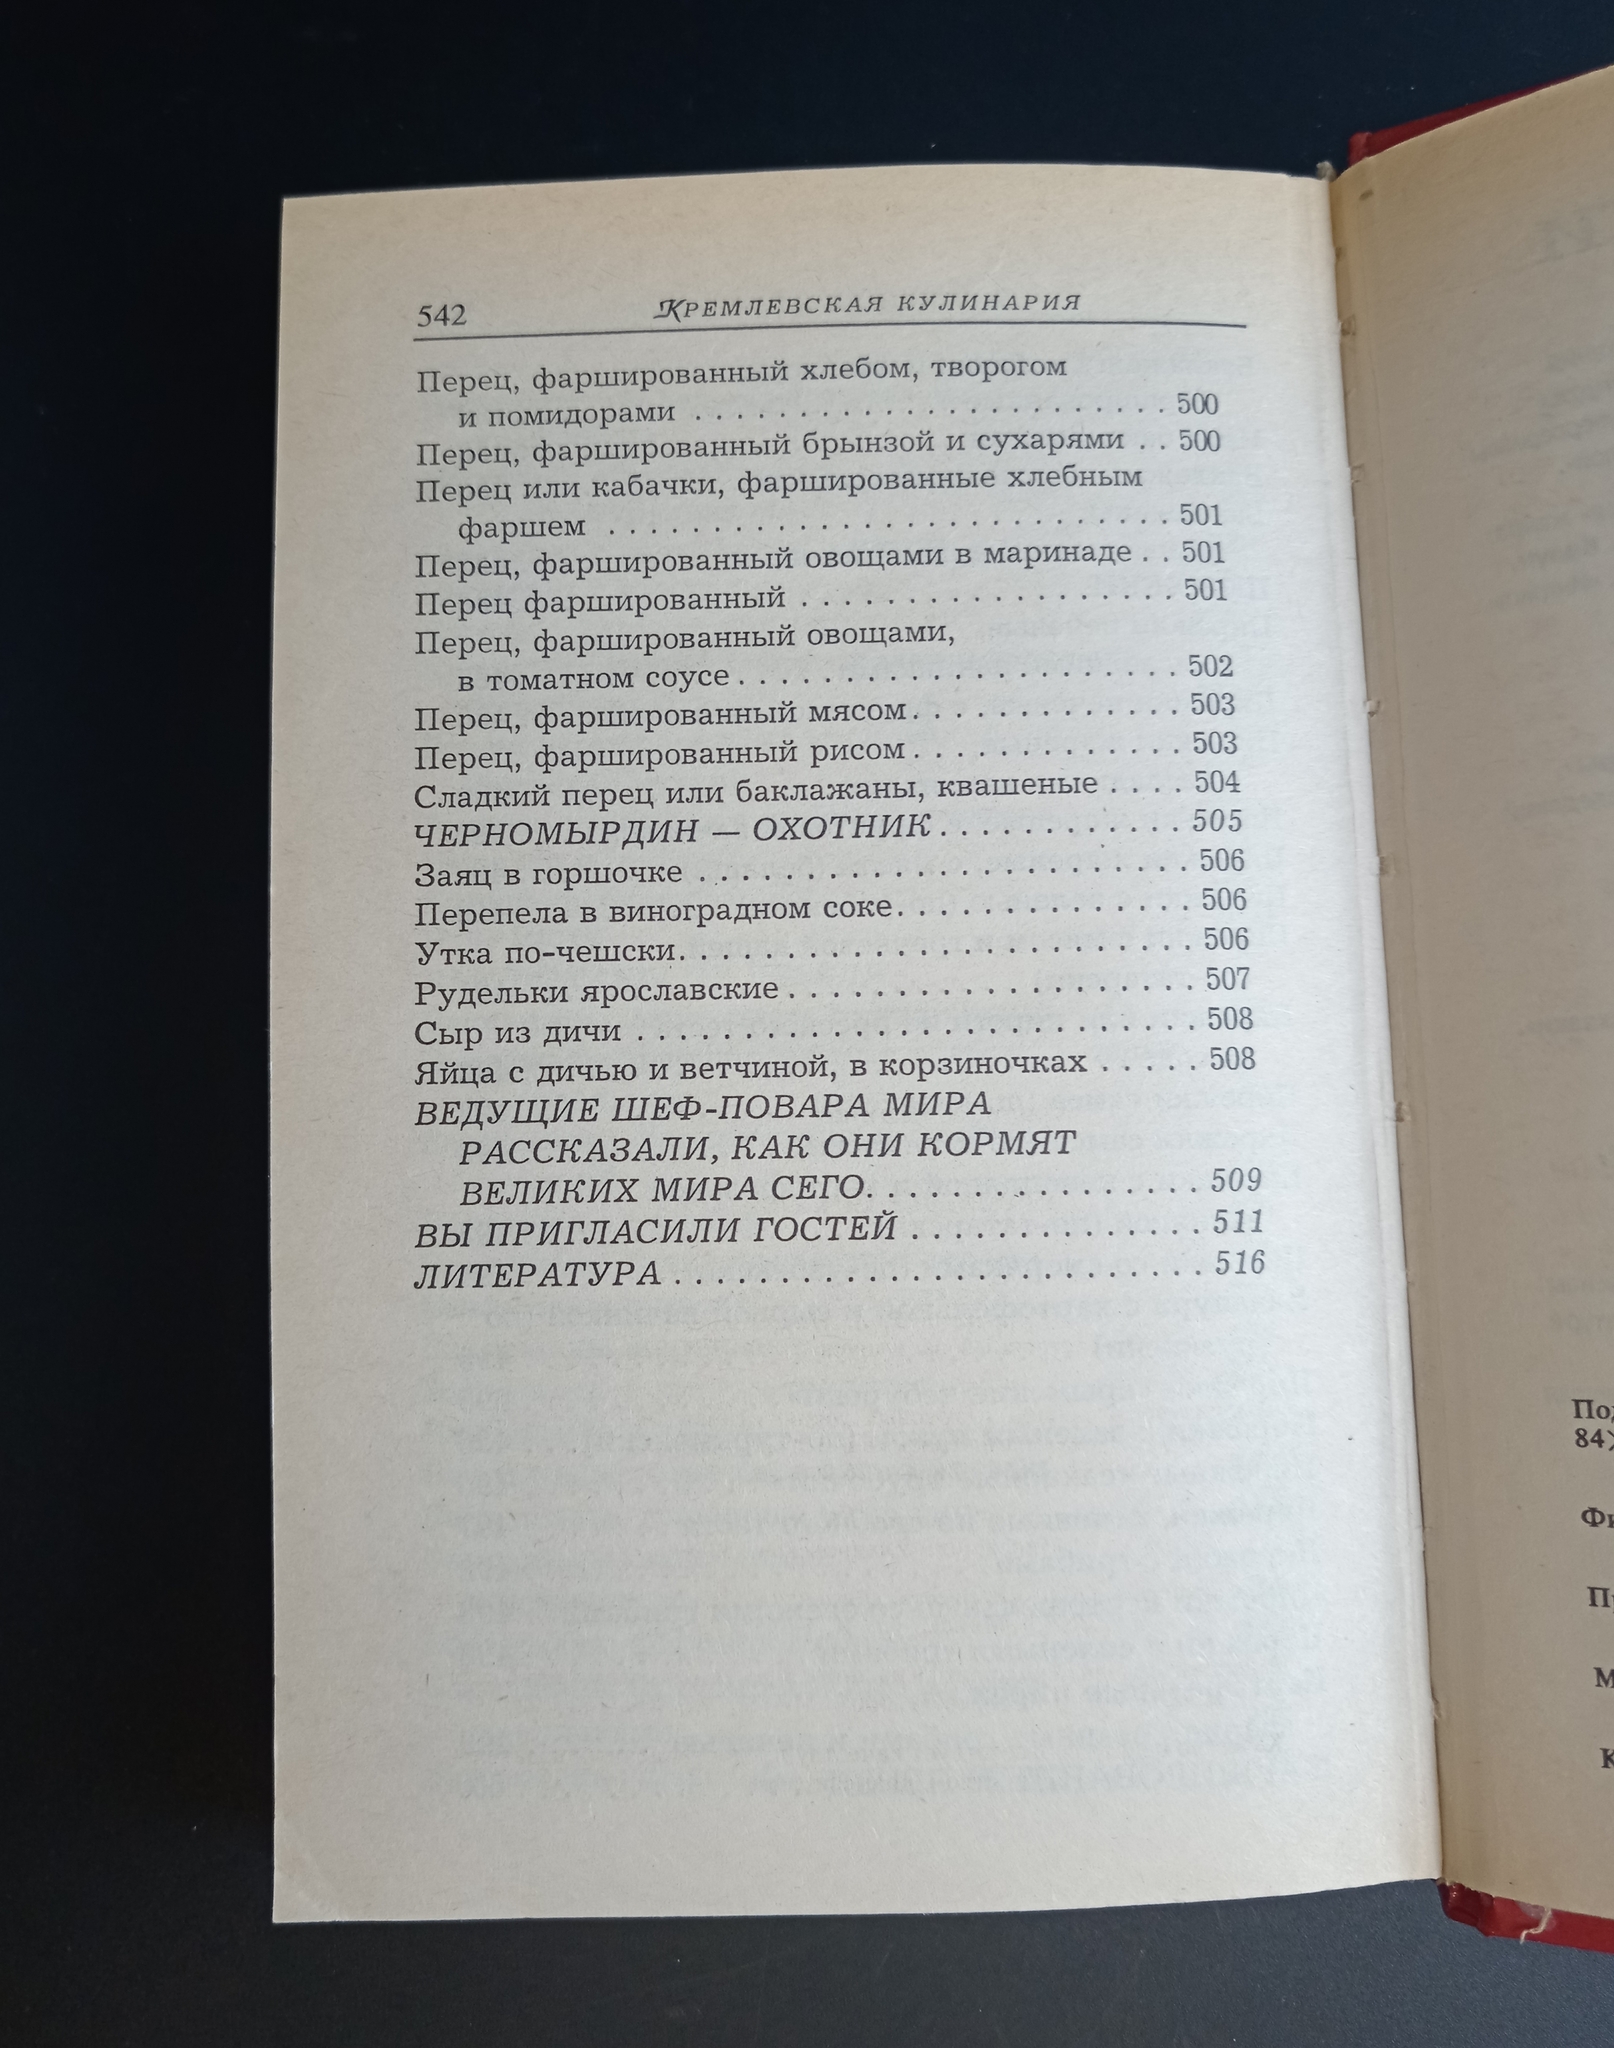 542 КРЕМЛЕВСКАЯ КУЛИНАРИЯ
Перец, фаршированный хлебом, творогом
и помидорами . . . . . . . . . . . . . . . . . . . . . . . 500
Перец, фаршированный брынзой и сухарями . . 500
Перец или кабачки, фаршированные хлебным
фаршем . . . . . . . . . . . . . . . . . . . . . . . . . . . 501
Перец, фаршированный овощами в маринаде . . 501
Перец фаршированный . . . . . . . . . . . . . . . . . . 501
Перец, фаршированный овощами,
в томатном соусе . . . . . . . . . . . . . . . . . . . . . 502
Перец, фаршированный мясом . . . . . . . . . . . . . 503
Перец, фаршированный рисом . . . . . . . . . . . . . 503
Сладкий перец или баклажаны, квашеные . . . . 504
ЧЕРНОМЫРДИН — ОХОТНИК . . . . . . . . . . . . 505
Заяц в горшочке . . . . . . . . . . . . . . . . . . . . . . . 506
Перепела в виноградном соке . . . . . . . . . . . . . . 506
Утка по-чешски . . . . . . . . . . . . . . . . . . . . . . . . 506
Рудельки ярославские . . . . . . . . . . . . . . . . . . . 507
Сыр из дичи . . . . . . . . . . . . . . . . . . . . . . . . . . 508
Яйца с дичью и ветчиной, в корзиночках . . . . . 508
ВЕДУЩИЕ ШЕФ-ПОВАРА МИРА
РАССКАЗАЛИ, КАК ОНИ КОРМЯТ
ВЕЛИКИХ МИРА СЕГО . . . . . . . . . . . . . . . . 509
ВЫ ПРИГЛАСИЛИ ГОСТЕЙ . . . . . . . . . . . . . . 511
ЛИТЕРАТУРА . . . . . . . . . . . . . . . . . . . . . . . . . 516